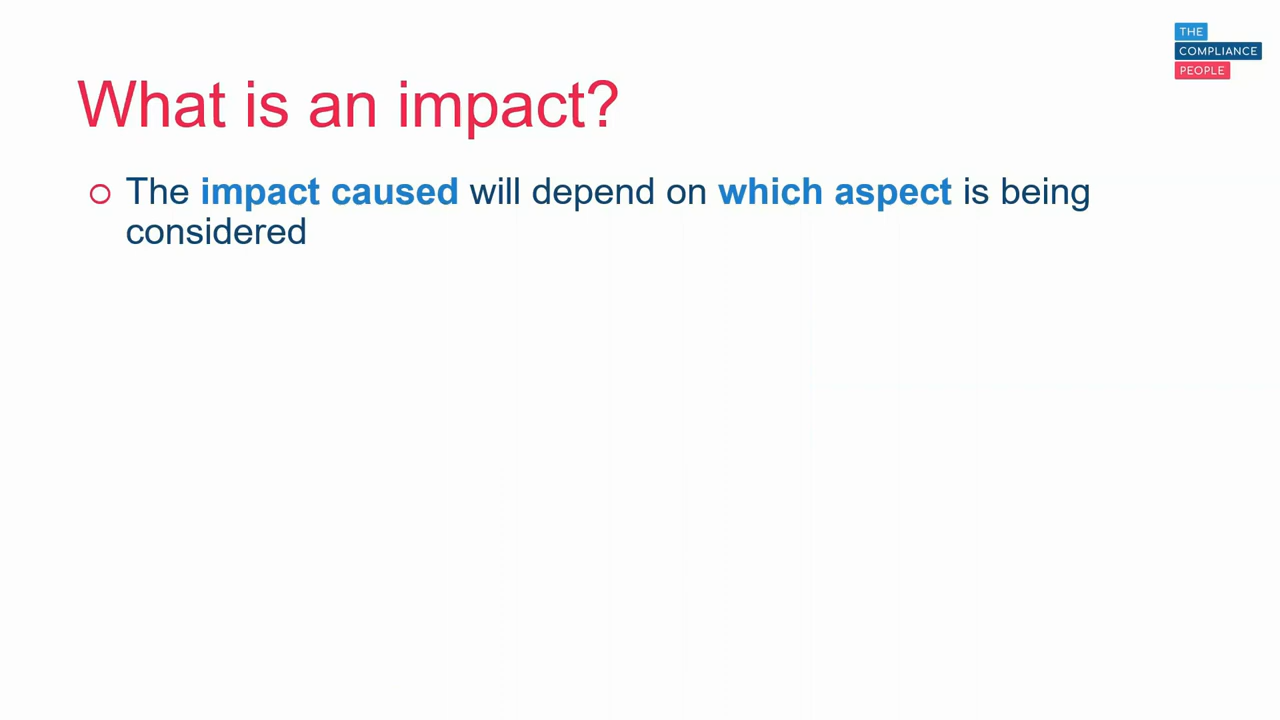 THE
COMPLIANCE
PEOPLE
What is an impact?
The impact caused will depend on which aspect is being
considered